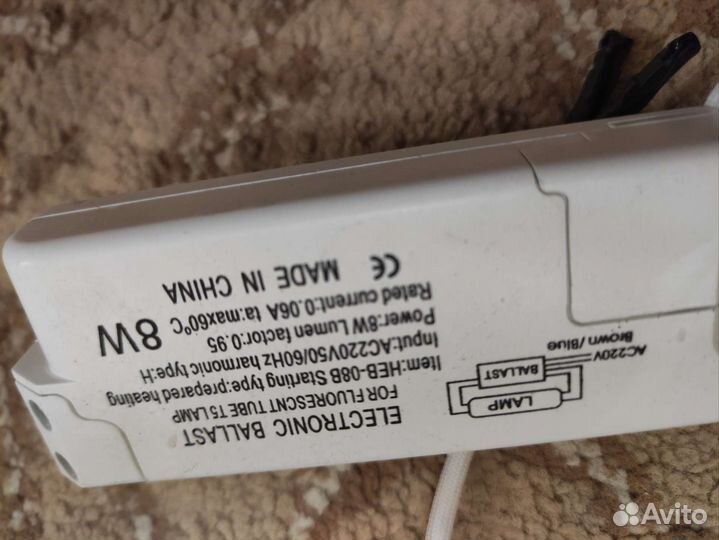 ELECTRONIC BALLAST
FOR FLUORESCNT TUBE T5 LAMP
Item:HEB-08B Starting type:prepared heating
Input:AC220V50/60Hz harmonic type:H
Power:8W Lumen factor:0.95
Rated current:0.06A ta:max60°C
8W
CE MADE IN CHINA
LAMP
BALLAST
AC220V
Brown/Blue
Avito